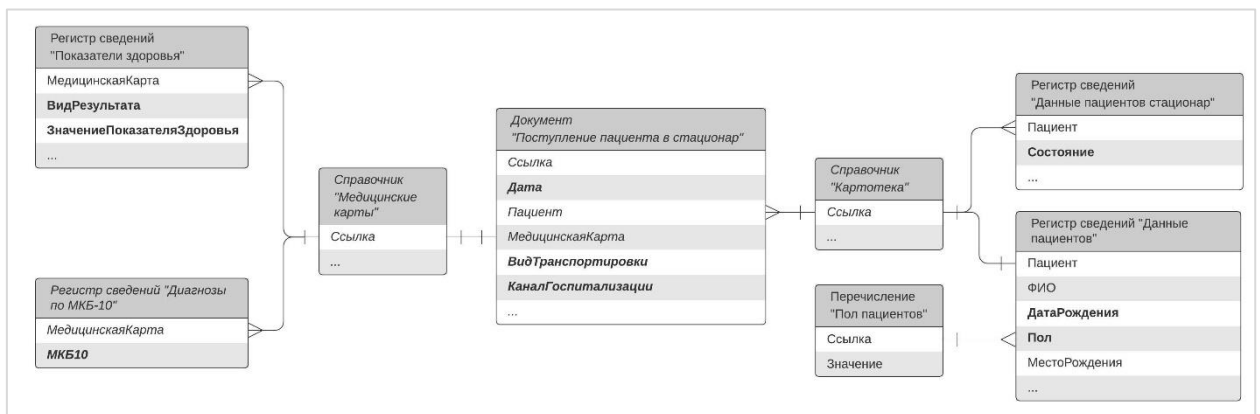 Регистр сведений
"Показатели здоровья"
МедицинскаяКарта
ВидРезультата
ЗначениеПоказателяЗдоровья
...
Регистр сведений "Диагнозы
по МКБ-10"
МедицинскаяКарта
МКБ10
Справочник
"Медицинские
карты"
Ссылка
...
Документ
"Поступление пациента в стационар"
Ссылка
Дата
Пациент
МедицинскаяКарта
ВидТранспортировки
КаналГоспитализации
...
Справочник
"Картотека"
Ссылка
...
Перечисление
"Пол пациентов"
Ссылка
Значение
Регистр сведений
"Данные пациентов стационар"
Пациент
Состояние
...
Регистр сведений "Данные
пациентов"
Пациент
ФИО
ДатаРождения
Пол
МестоРождения
...